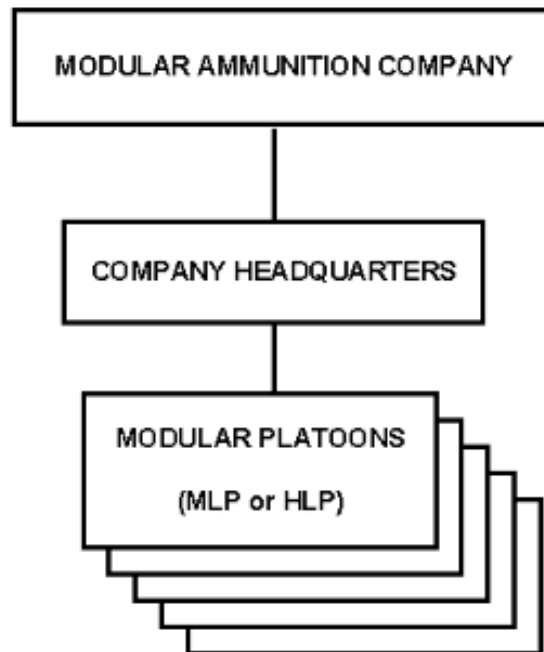 MODULAR AMMUNITION COMPANY
COMPANY HEADQUARTERS
MODULAR PLATOONS
(MLP or HLP)